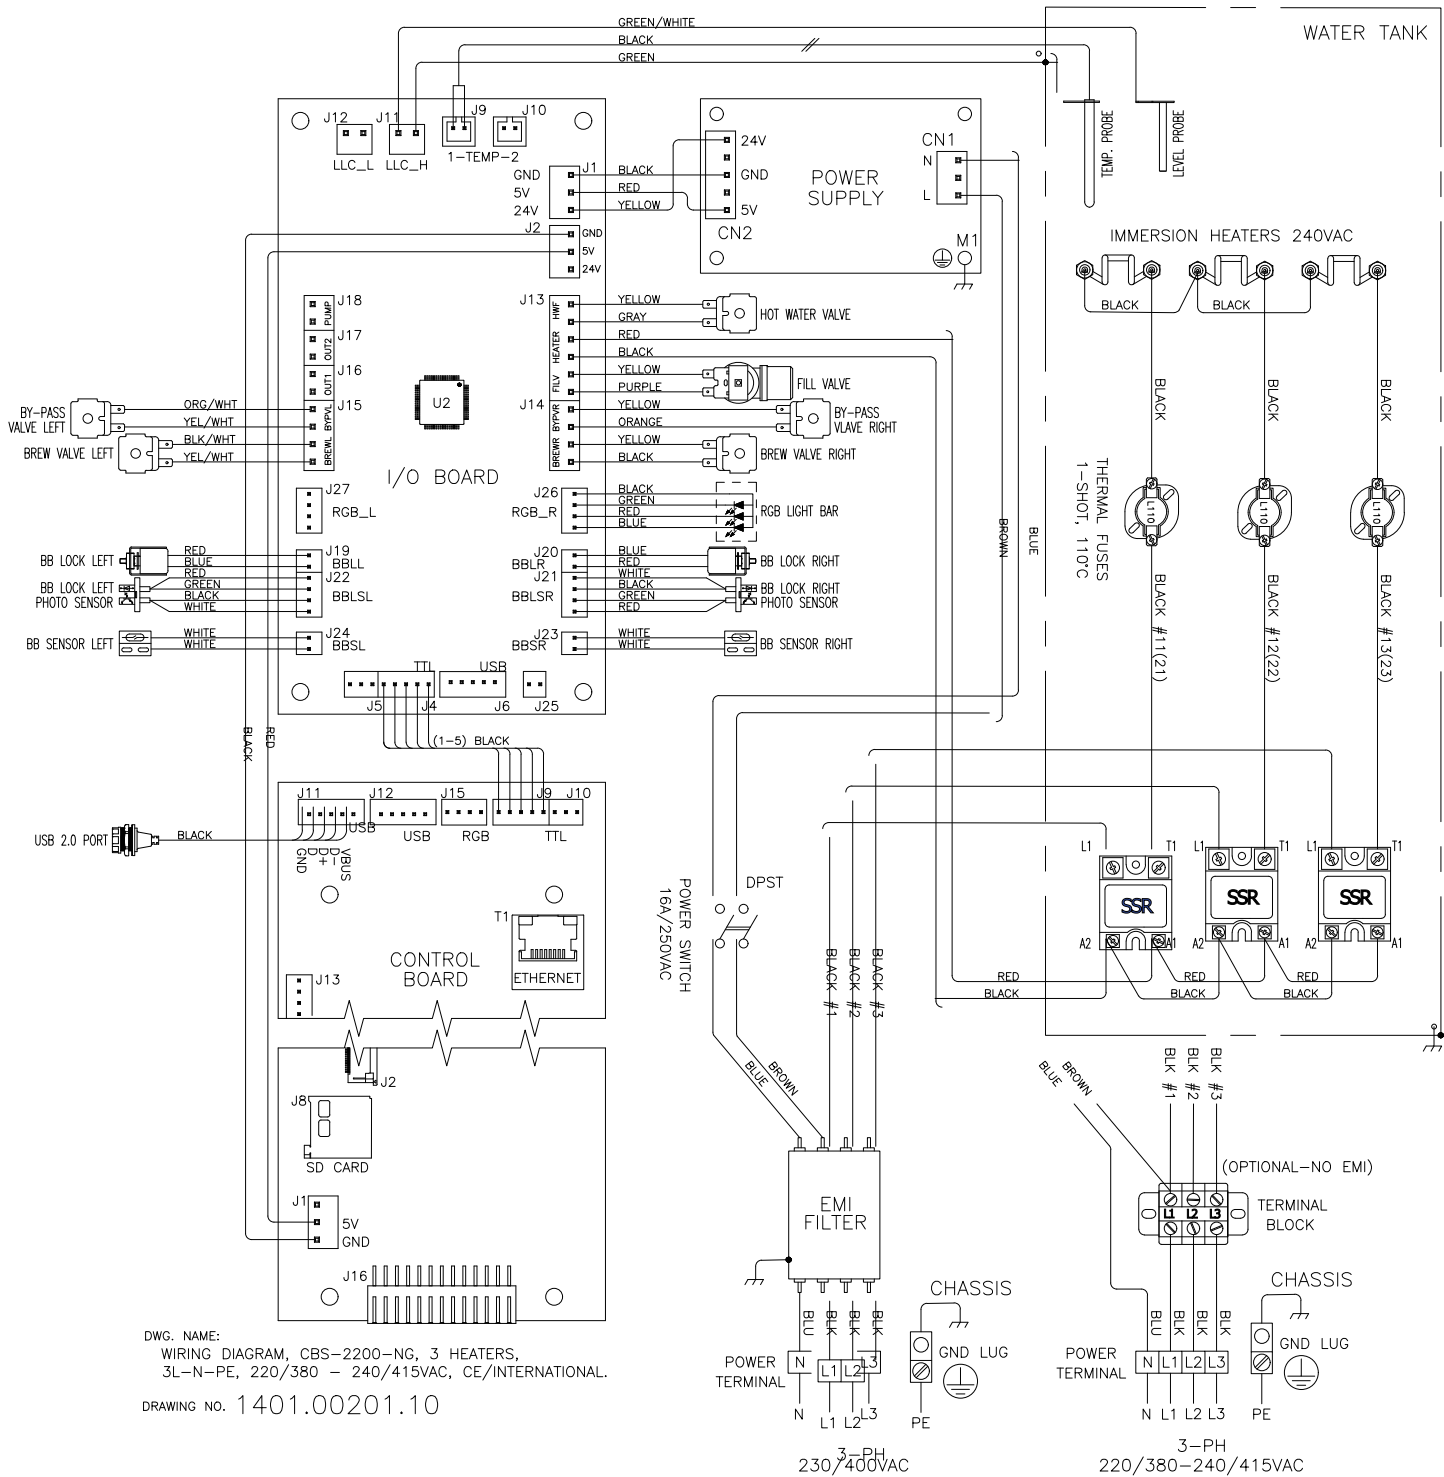 GREEN/WHITE
BLACK
GREEN
WATER TANK
J12
J11
J9
J10
LLC_L
LLC_H
1-TEMP-2
GND
5V
24V
J1
BLACK
RED
YELLOW
J2
GND
5V
24V
24V
GND
5V
CN2
POWER
SUPPLY
CN1
N
L
M1
TEMP. PROBE
LEVEL PROBE
IMMERSION HEATERS 240VAC
BLACK
BLACK
J18
PUMP
J17
OUT2
J16
OUT1
J15
BYPVL
BREWL
J13
HWF
HEATER
FILV
J14
BYPVR
BREWR
YELLOW
GRAY
RED
BLACK
YELLOW
PURPLE
YELLOW
ORANGE
YELLOW
BLACK
HOT WATER VALVE
FILL VALVE
BY-PASS
VLAVE RIGHT
BREW VALVE RIGHT
U2
I/O BOARD
BY-PASS
VALVE LEFT
BREW VALVE LEFT
ORG/WHT
YEL/WHT
BLK/WHT
YEL/WHT
J27
RGB_L
J26
RGB_R
BLACK
GREEN
RED
BLUE
RGB LIGHT BAR
BB LOCK LEFT
RED
BLUE
J19
BBLL
BB LOCK LEFT
PHOTO SENSOR
RED
GREEN
BLACK
WHITE
J22
BBLSL
J20
BBLR
BLUE
RED
BB LOCK RIGHT
J21
BBLSR
WHITE
BLACK
GREEN
RED
BB LOCK RIGHT
PHOTO SENSOR
BB SENSOR LEFT
WHITE
WHITE
J24
BBSL
J23
BBSR
WHITE
WHITE
BB SENSOR RIGHT
TTL
USB
J5
J4
J6
J25
BLACK
RED
(1-5) BLACK
BROWN
BLUE
BLACK
BLACK
BLACK
THERMAL FUSES
1-SHOT, 110°C
L110
L110
L110
BLACK #11(21)
BLACK #12(22)
BLACK #13(23)
J11
USB
J12
USB
J15
RGB
J9
J10
TTL
USB 2.0 PORT
BLACK
GND
D
D+
D-
VBUS
T1
ETHERNET
CONTROL
BOARD
J13
J2
J8
SD CARD
J1
5V
GND
J16
DPST
POWER SWITCH
16A/250VAC
BLACK #1
BLACK #2
BLACK #3
L1
T1
SSR
A2
A1
L1
T1
SSR
A2
A1
L1
T1
SSR
A2
A1
RED
RED
RED
BLACK
BLACK
BLACK
BLUE
BROWN
EMI
FILTER
BLU
BLK
BLK
BLK
POWER
TERMINAL
N
L1
L2
L3
N
L1
L2
L3
CHASSIS
GND LUG
PE
3-PH
230/400VAC
BLUE
BROWN
BLK #1
BLK #2
BLK #3
(OPTIONAL-NO EMI)
L1
L2
L3
TERMINAL
BLOCK
BLU
BLK
BLK
BLK
POWER
TERMINAL
N
L1
L2
L3
N
L1
L2
L3
CHASSIS
GND LUG
PE
3-PH
220/380-240/415VAC
DWG. NAME:
WIRING DIAGRAM, CBS-2200-NG, 3 HEATERS,
3L-N-PE, 220/380 - 240/415VAC, CE/INTERNATIONAL.
DRAWING NO. 1401.00201.10